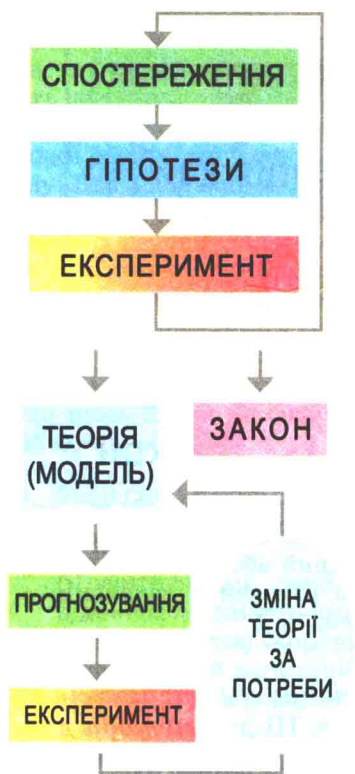 СПОСТЕРЕЖЕННЯ
ГІПОТЕЗИ
ЕКСПЕРИМЕНТ
ТЕОРІЯ
(МОДЕЛЬ)
ЗАКОН
ПРОГНОЗУВАННЯ
ЕКСПЕРИМЕНТ
ЗМІНА
ТЕОРІЇ
ЗА
ПОТРЕБИ